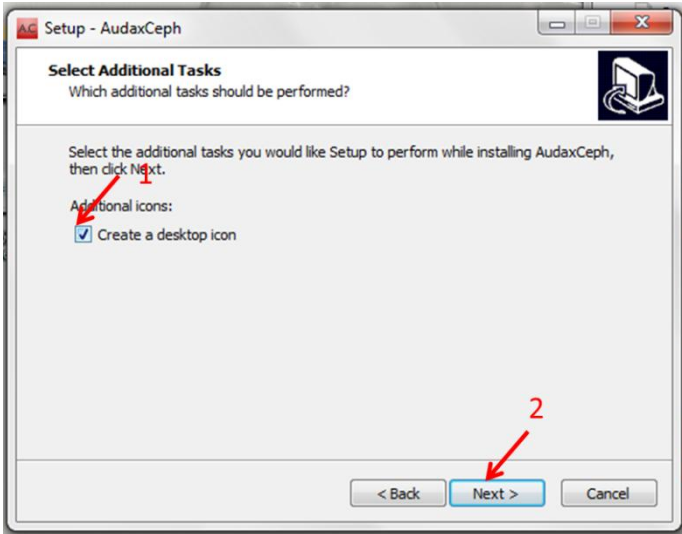 AC Setup - AudaxCeph
Select Additional Tasks
Which additional tasks should be performed?
Select the additional tasks you would like Setup to perform while installing AudaxCeph,
then click Next.
1
Additional icons:
Create a desktop icon
2
< Back Next > Cancel